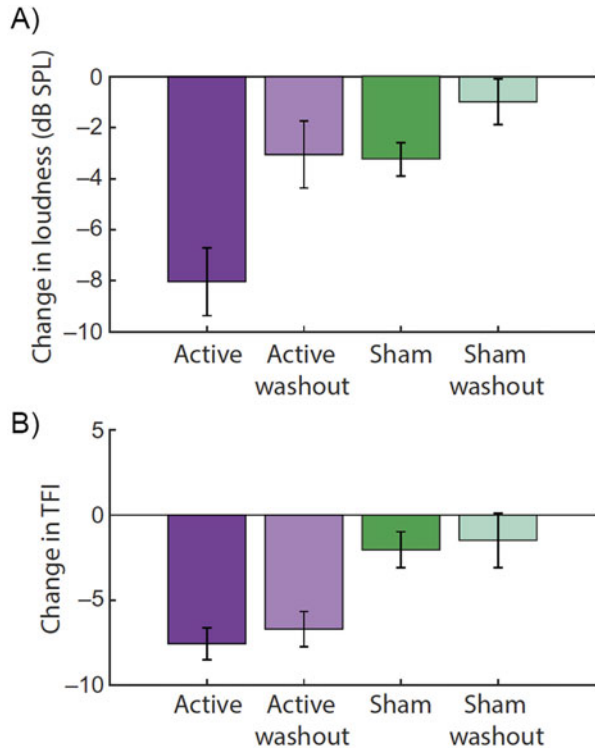 A)
Change in loudness (dB SPL)
0
–2
–4
–6
–8
–10
Active
Active washout
Sham
Sham washout
B)
Change in TFI
5
0
–5
–10
Active
Active washout
Sham
Sham washout